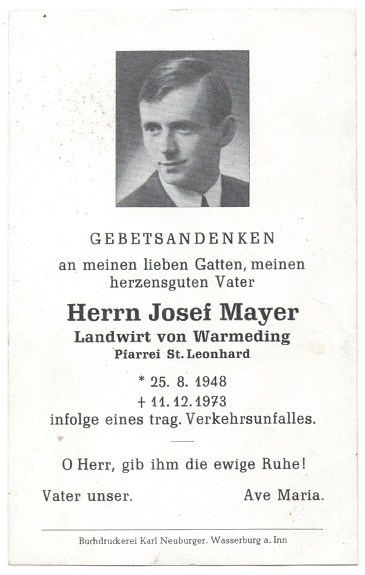 GEBETSANDENKEN
an meinen lieben Gatten, meinen
herzensguten Vater
Herrn Josef Mayer
Landwirt von Warmeding
Pfarrei St. Leonhard
* 25. 8. 1948
+ 11. 12. 1973
infolge eines trag. Verkehrsunfalles.
O Herr, gib ihm die ewige Ruhe!
Vater unser. Ave Maria.
Buchdruckerei Karl Neuburger. Wasserburg a. Inn